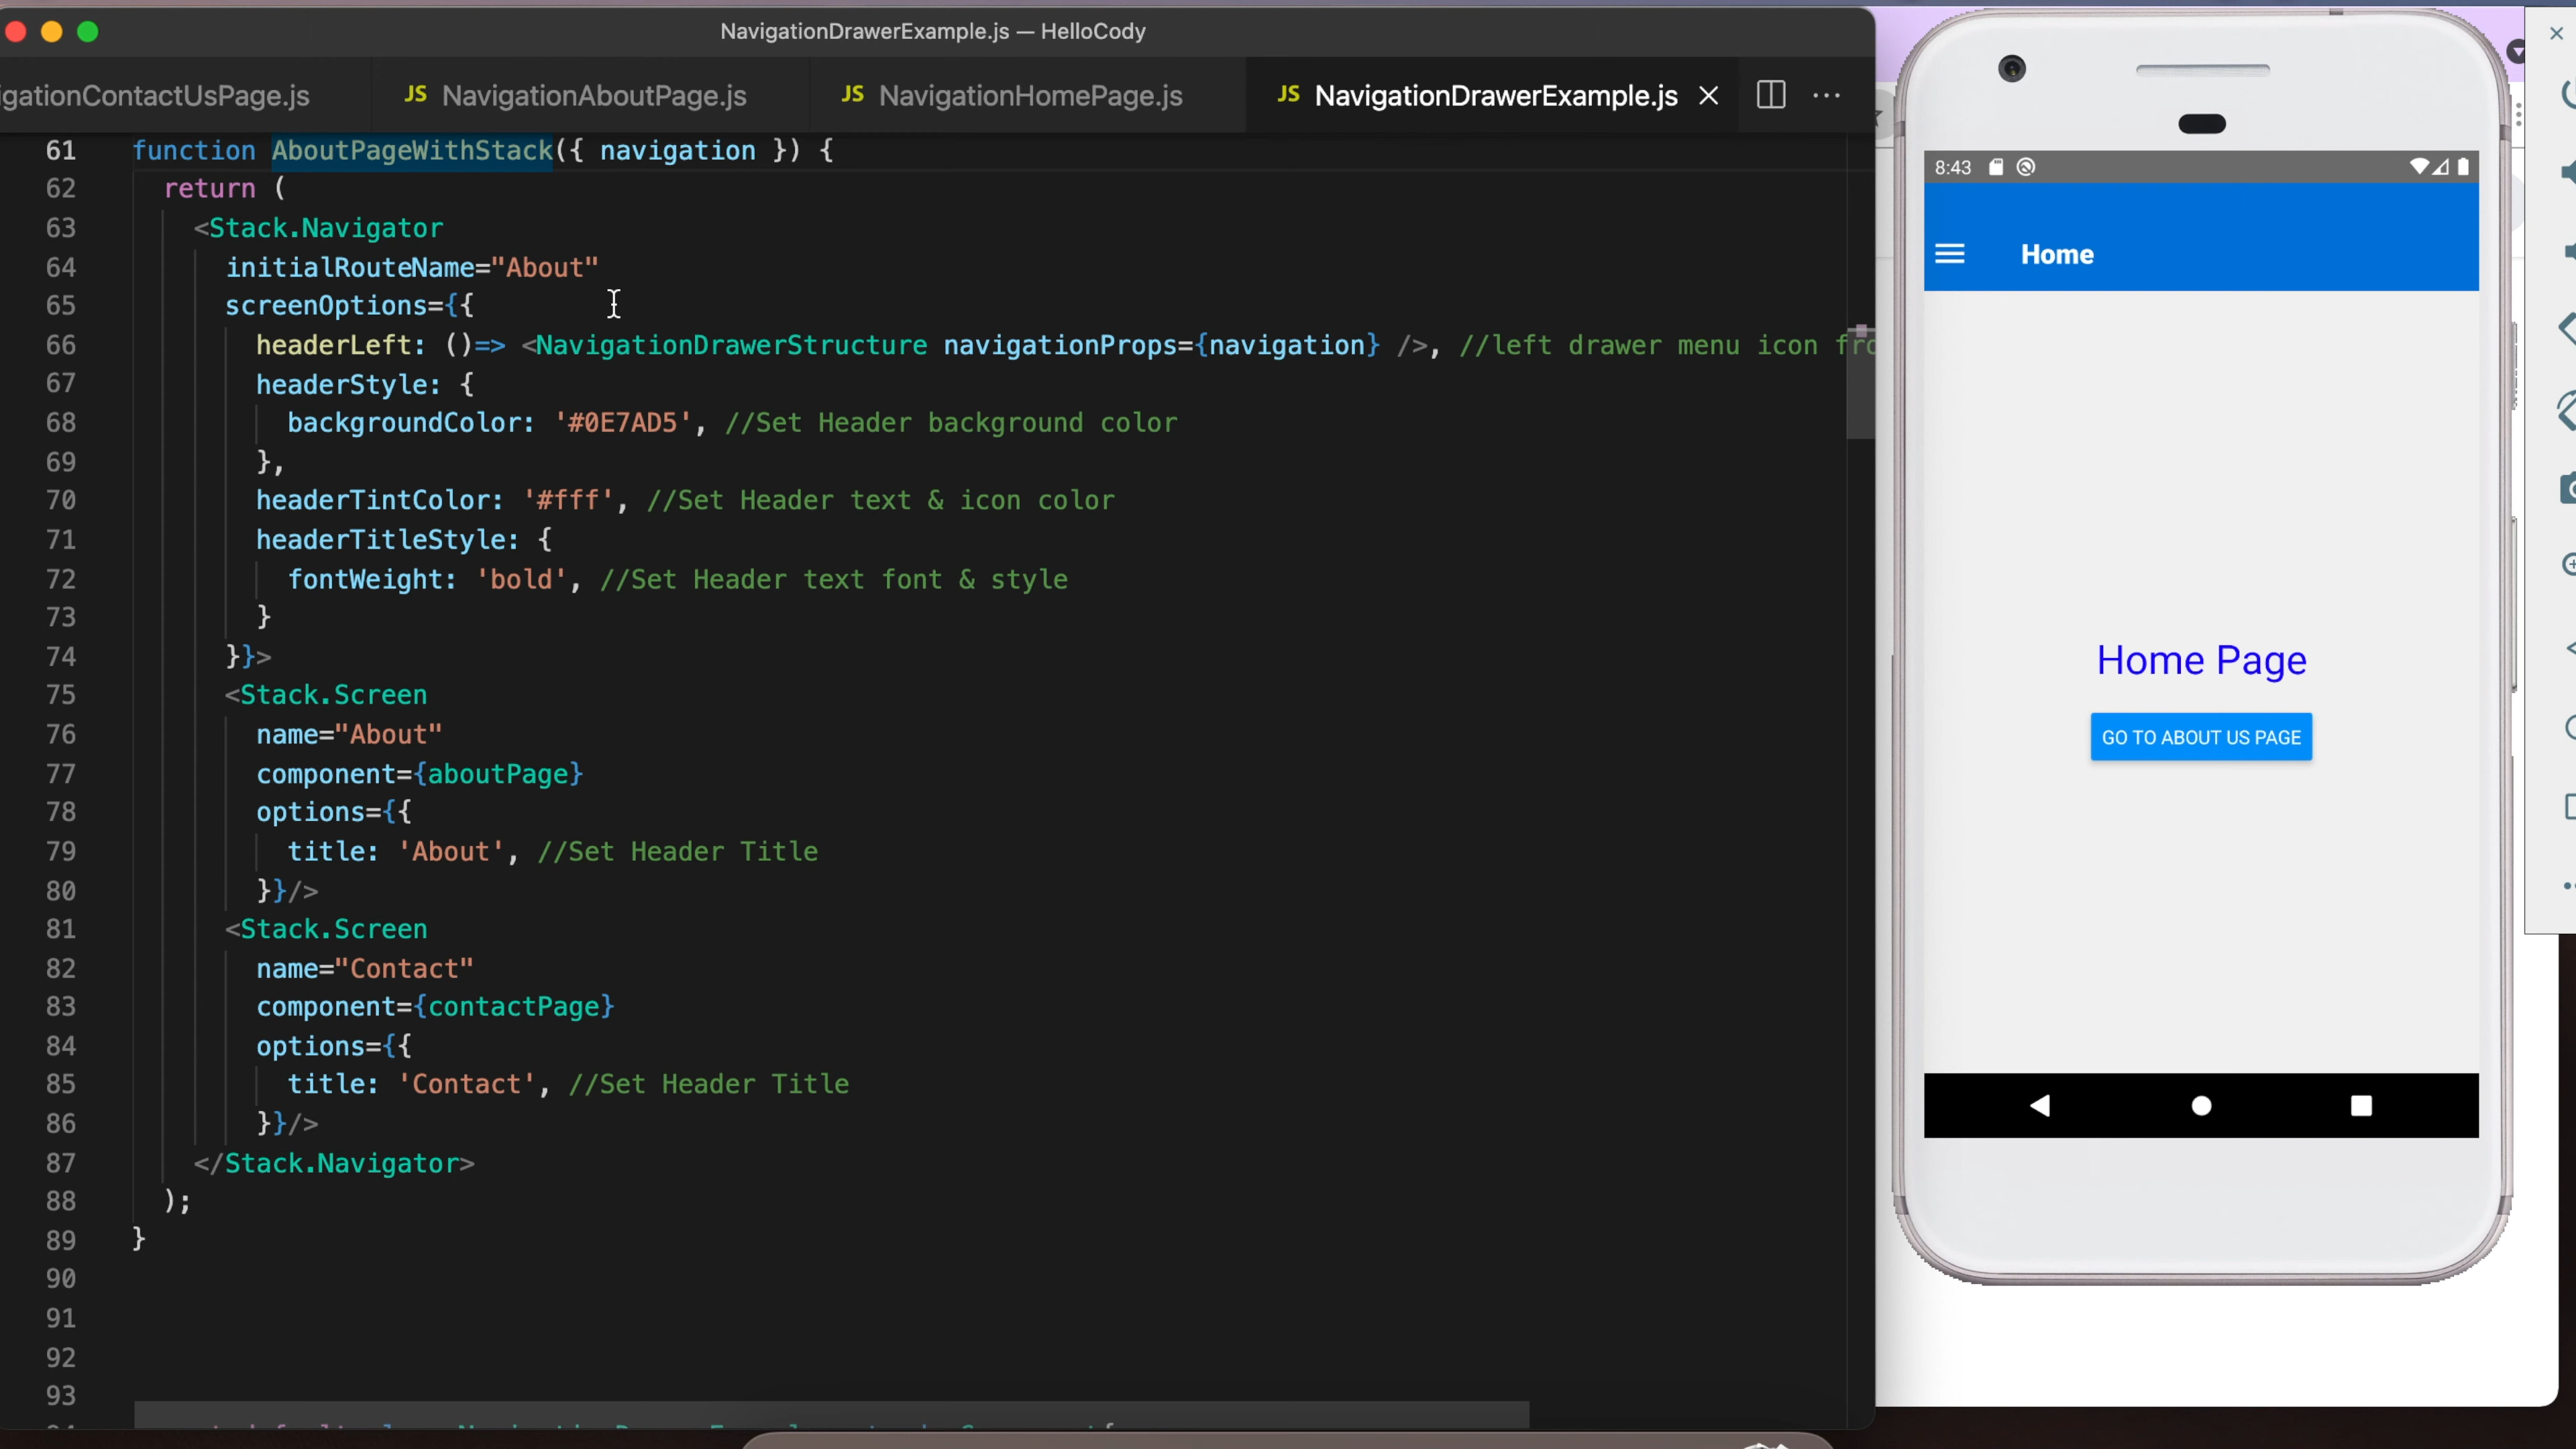 NavigationDrawerExample.js — HelloCody
igationContactUsPage.js
JS NavigationAboutPage.js
JS NavigationHomePage.js
JS NavigationDrawerExample.js
61 function AboutPageWithStack({ navigation }) {
62 return (
63 <Stack.Navigator
64 initialRouteName="About"
65 screenOptions={{
66 headerLeft: ()=> <NavigationDrawerStructure navigationProps={navigation} />, //left drawer menu icon fro
67 headerStyle: {
68 backgroundColor: '#0E7AD5', //Set Header background color
69 },
70 headerTintColor: '#fff', //Set Header text & icon color
71 headerTitleStyle: {
72 fontWeight: 'bold', //Set Header text font & style
73 }
74 }}>
75 <Stack.Screen
76 name="About"
77 component={aboutPage}
78 options={{
79 title: 'About', //Set Header Title
80 }}/>
81 <Stack.Screen
82 name="Contact"
83 component={contactPage}
84 options={{
85 title: 'Contact', //Set Header Title
86 }}/>
87 </Stack.Navigator>
88 );
89 }
90
91
92
93
8:43
Home
Home Page
GO TO ABOUT US PAGE